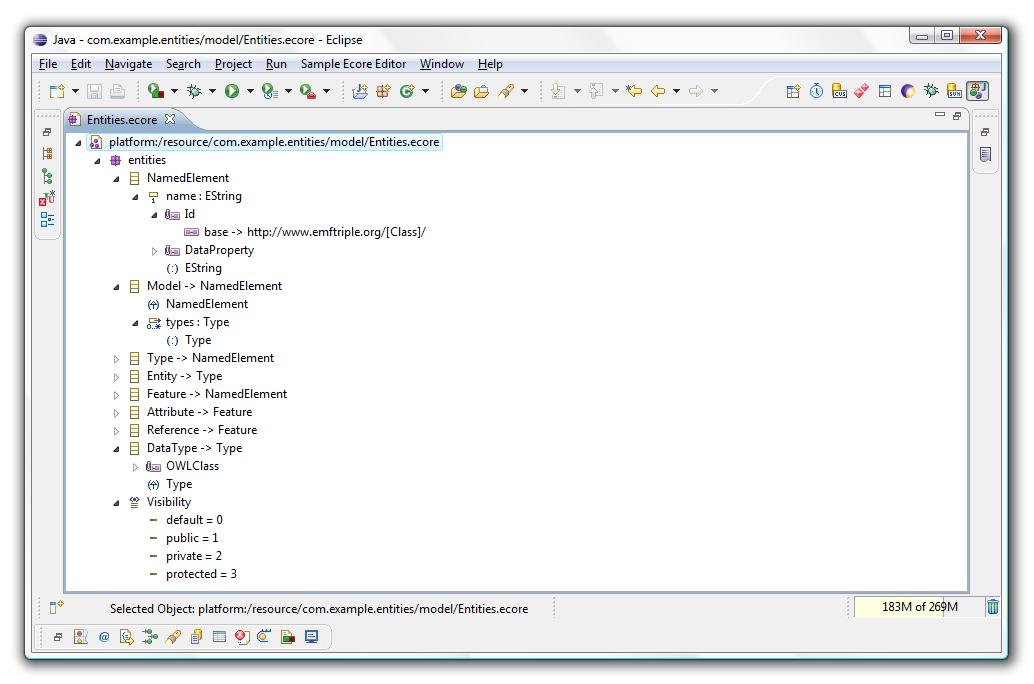 Java - com.example.entities/model/Entities.ecore - Eclipse
File Edit Navigate Search Project Run Sample Ecore Editor Window Help
Entities.ecore
platform:/resource/com.example.entities/model/Entities.ecore
entities
NamedElement
name : EString
Id
base -> http://www.emftriple.org/[Class]/
DataProperty
EString
Model -> NamedElement
NamedElement
types : Type
Type
Type -> NamedElement
Entity -> Type
Feature -> NamedElement
Attribute -> Feature
Reference -> Feature
DataType -> Type
OWLClass
Type
Visibility
default = 0
public = 1
private = 2
protected = 3
Selected Object: platform:/resource/com.example.entities/model/Entities.ecore
183M of 269M